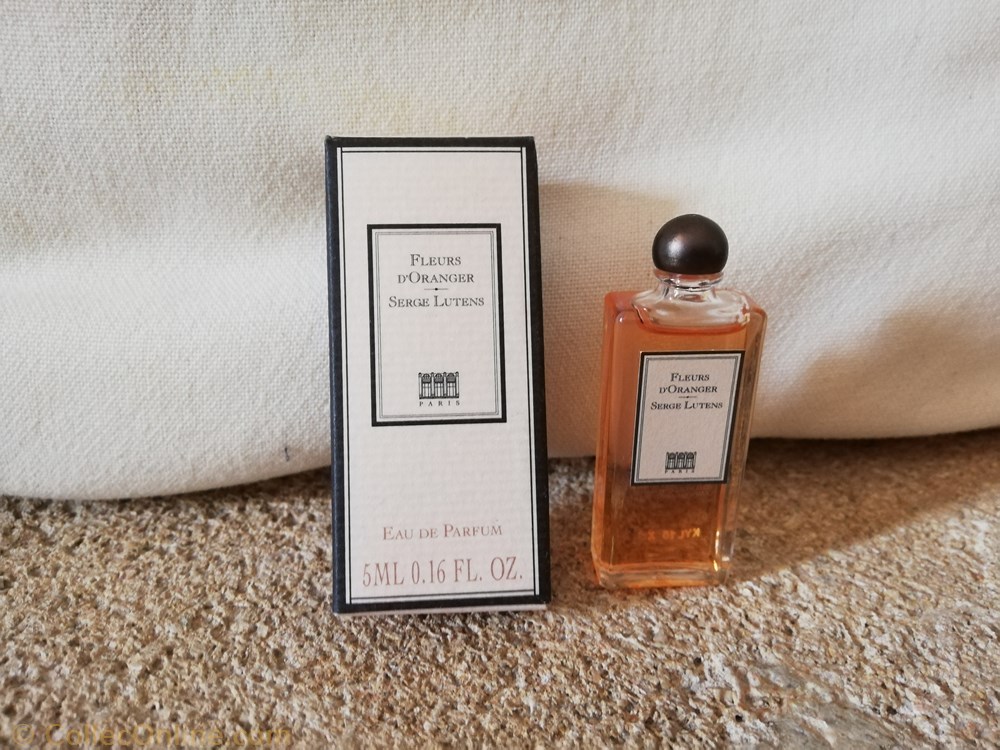 FLEURS
D'ORANGER
SERGE LUTENS
PARIS
EAU DE PARFUM
5ML 0.16 FL. OZ.
FLEURS
D'ORANGER
SERGE LUTENS
PARIS